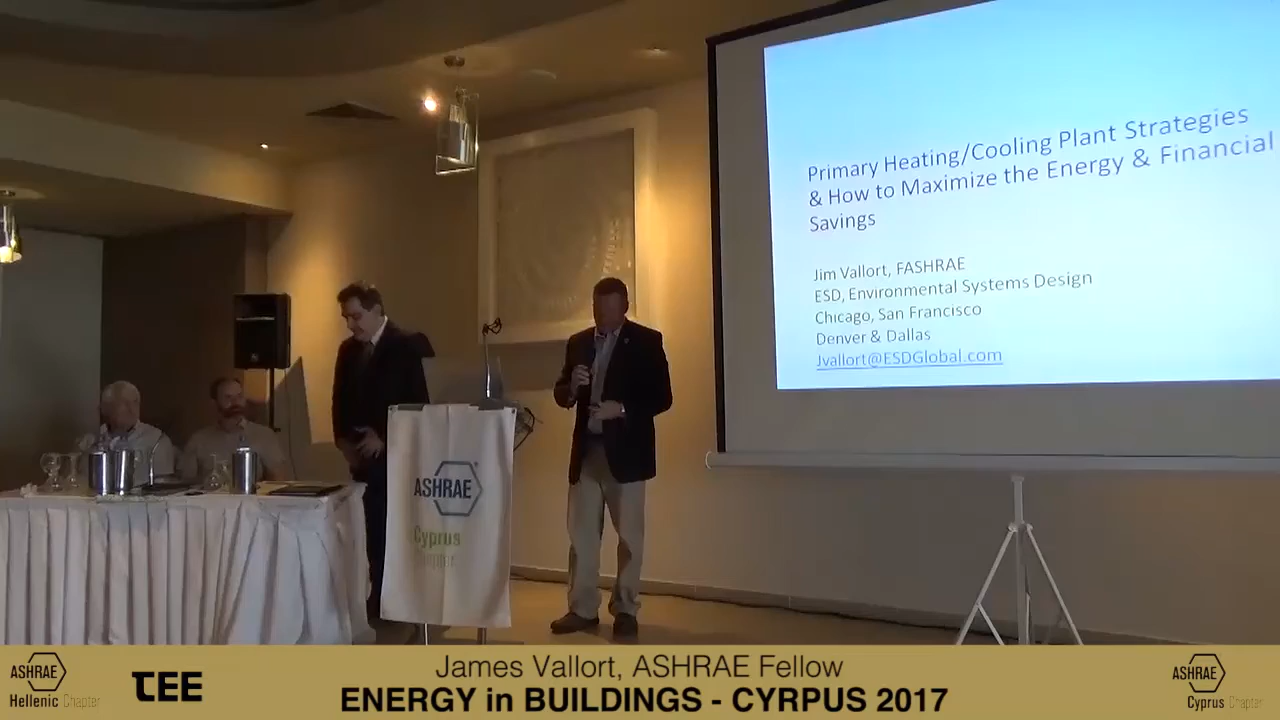 Primary Heating/Cooling Plant Strategies
& How to Maximize the Energy & Financial
Savings
Jim Vallort, FASHRAE
ESD, Environmental Systems Design
Chicago, San Francisco
Denver & Dallas
Jvallort@ESDGlobal.com
ASHRAE
Cyprus
Chapter
James Vallort, ASHRAE Fellow
ENERGY in BUILDINGS - CYRPUS 2017
ASHRAE
Hellenic Chapter
TEE
ASHRAE
Cyprus Chapter